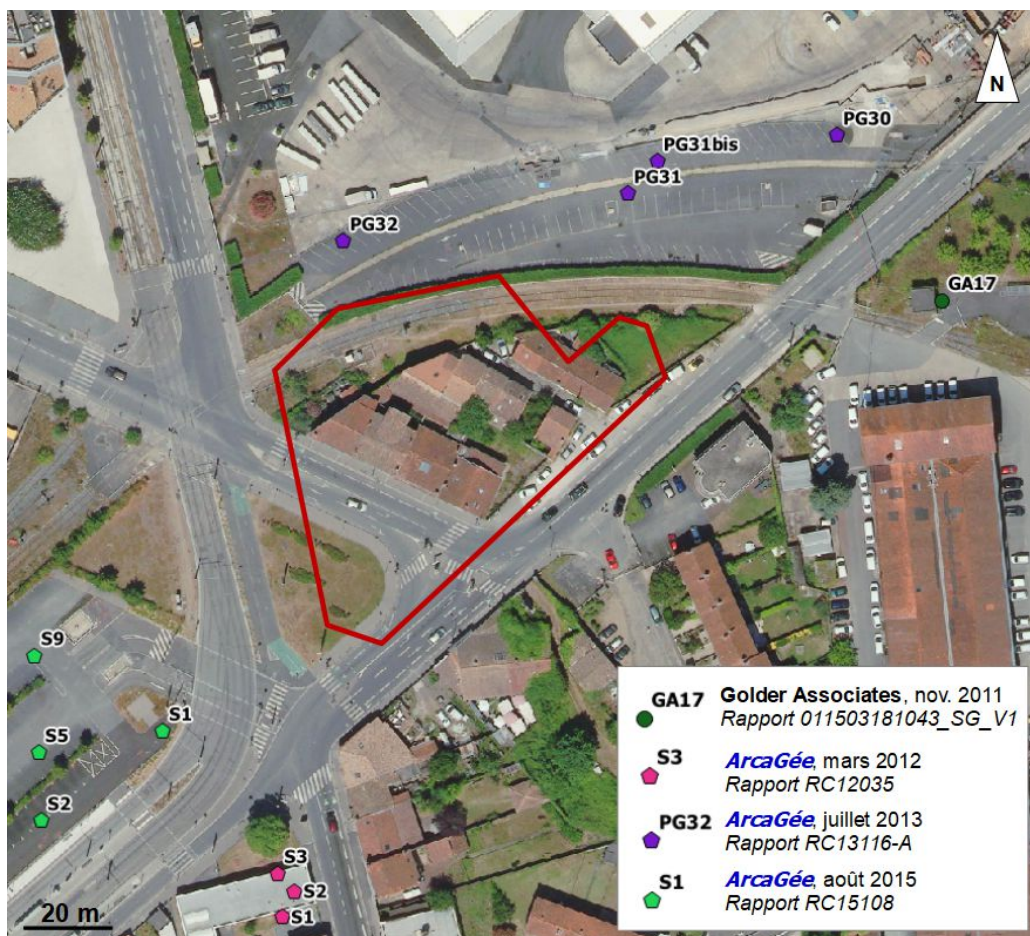 N
PG30
PG31bis
PG31
PG32
GA17
S9
S1
S5
S2
S3
S2
S1
20 m
GA17 Golder Associates, nov. 2011
Rapport 011503181043_SG_V1
S3 ArcaGée, mars 2012
Rapport RC12035
PG32 ArcaGée, juillet 2013
Rapport RC13116-A
S1 ArcaGée, août 2015
Rapport RC15108